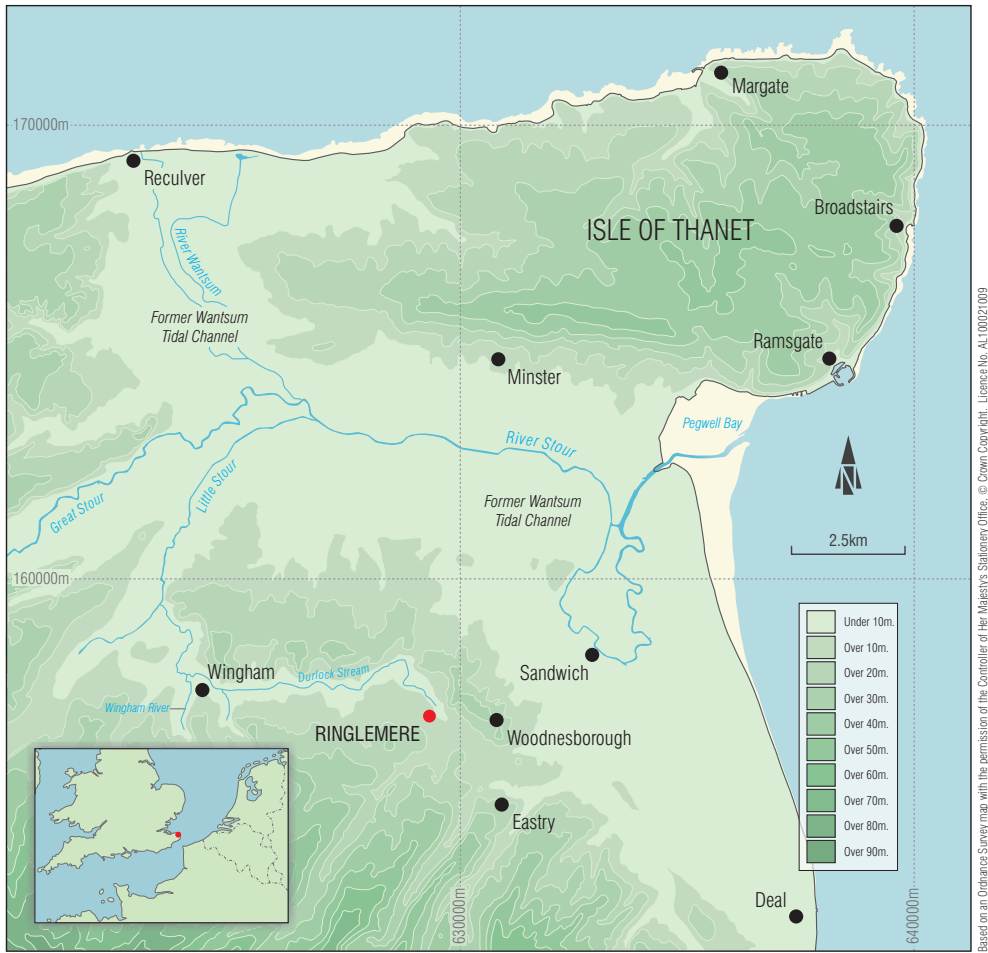 Margate
170000m
Reculver
Broadstairs
ISLE OF THANET
River Wantsum
Former Wantsum
Tidal Channel
Ramsgate
Minster
Pegwell Bay
River Stour
Great Stour
Little Stour
Former Wantsum
Tidal Channel
N
2.5km
160000m
Under 10m.
Over 10m.
Over 20m.
Over 30m.
Over 40m.
Over 50m.
Over 60m.
Over 70m.
Over 80m.
Over 90m.
Sandwich
Wingham
Durlock Stream
Wingham River
RINGLEMERE
Woodnesborough
Eastry
Deal
630000m
640000m
Based on an Ordnance Survey map with the permission of the Controller of Her Majesty's Stationery Office. © Crown Copyright. Licence No. AL100021009